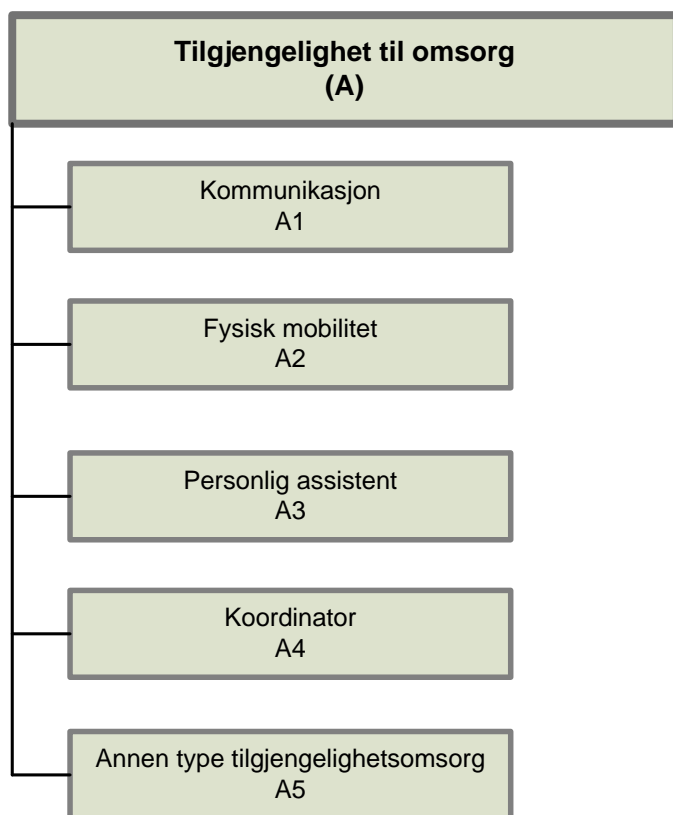 Tilgjengelighet til omsorg
(A)
Kommunikasjon
A1
Fysisk mobilitet
A2
Personlig assistent
A3
Koordinator
A4
Annen type tilgjengelighetsomsorg
A5